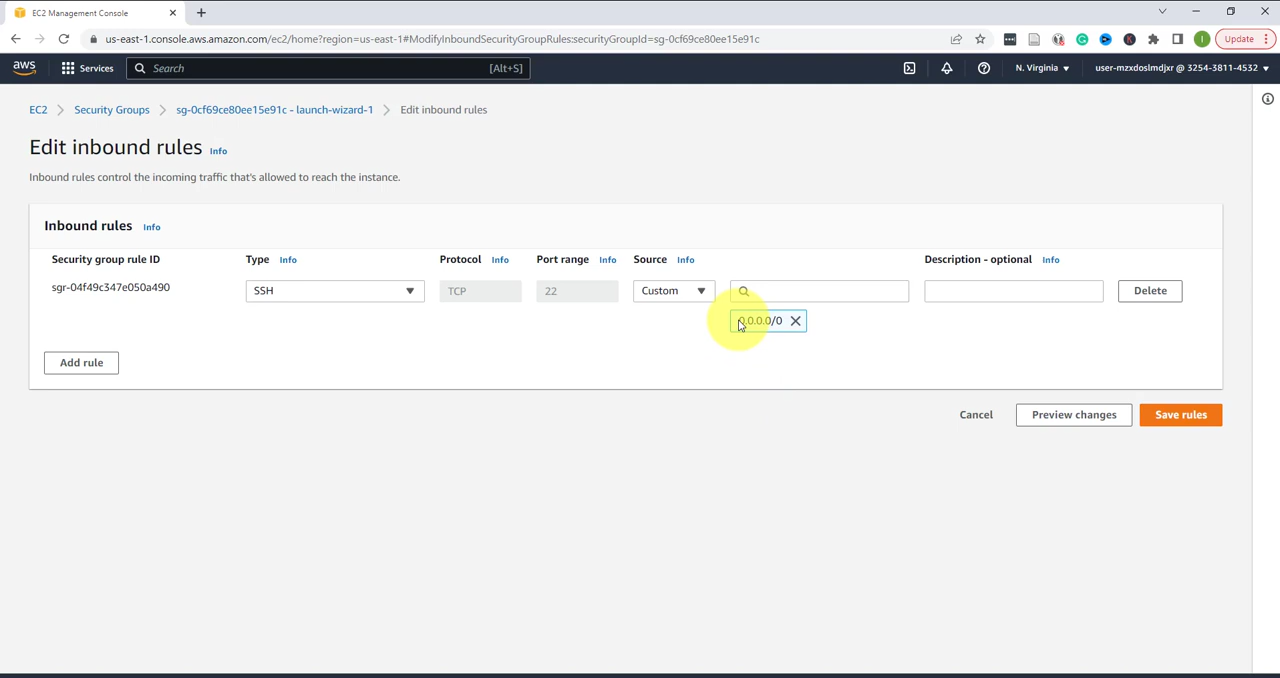 EC2 Management Console
us-east-1.console.aws.amazon.com/ec2/home?region=us-east-1#ModifyInboundSecurityGroupRules:securityGroupId=sg-0cf69ce80ee15e91c
Update
aws
Services
Search
[Alt+S]
N. Virginia
user-mzxdoslmdjxr @ 3254-3811-4532
EC2
Security Groups
sg-0cf69ce80ee15e91c - launch-wizard-1
Edit inbound rules
Edit inbound rules Info
Inbound rules control the incoming traffic that's allowed to reach the instance.
Inbound rules Info
Security group rule ID
Type Info
Protocol Info
Port range Info
Source Info
Description - optional Info
sgr-04f49c347e050a490
SSH
TCP
22
Custom
Delete
0.0.0.0/0
Add rule
Cancel
Preview changes
Save rules